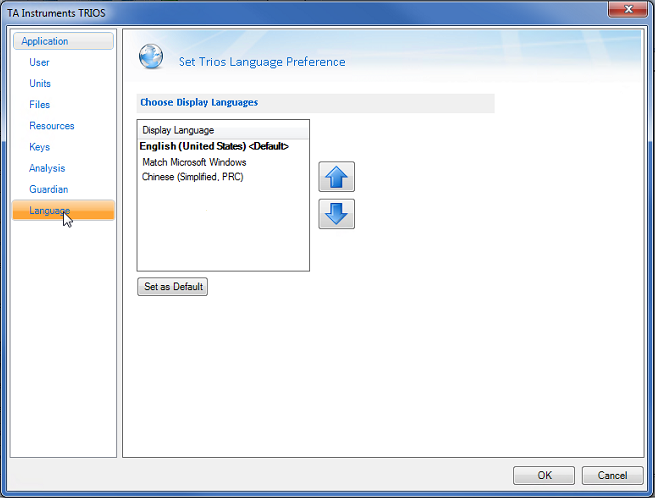 TA Instruments TRIOS
Application
User
Units
Files
Resources
Keys
Analysis
Guardian
Language
Set Trios Language Preference
Choose Display Languages
Display Language
English (United States) <Default>
Match Microsoft Windows
Chinese (Simplified, PRC)
Set as Default
OK
Cancel